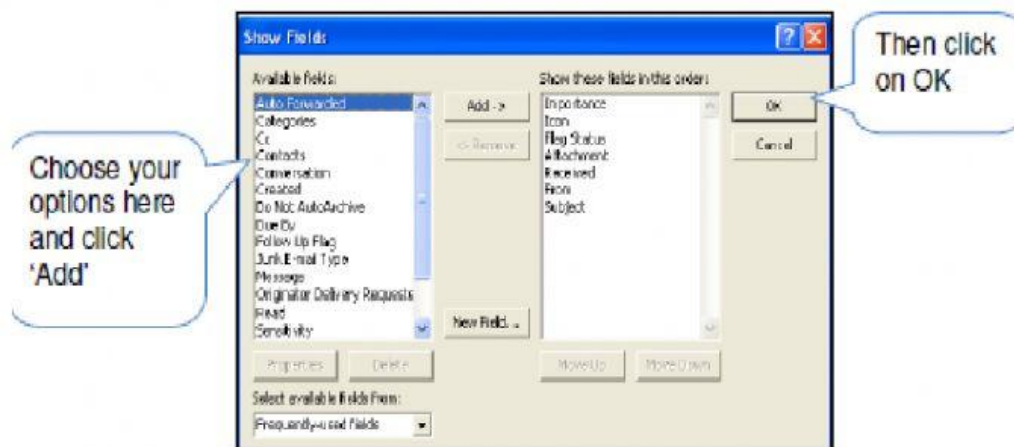 Show Fields
Available fields:
Auto Forwarded
Categories
Cc
Contacts
Conversation
Created
Do Not AutoArchive
Due By
Follow Up Flag
Junk E-mail Type
Message
Originator Delivery Requeste
Read
Sensitivity
Properties
Delete
Select available fields from:
Frequently-used fields
Add ->
<- Remove
New Field...
Show these fields in this order:
Importance
Icon
Flag Status
Attachment
Received
From
Subject
Move Up
Move Down
OK
Cancel
Choose your
options here
and click
‘Add’
Then click
on OK